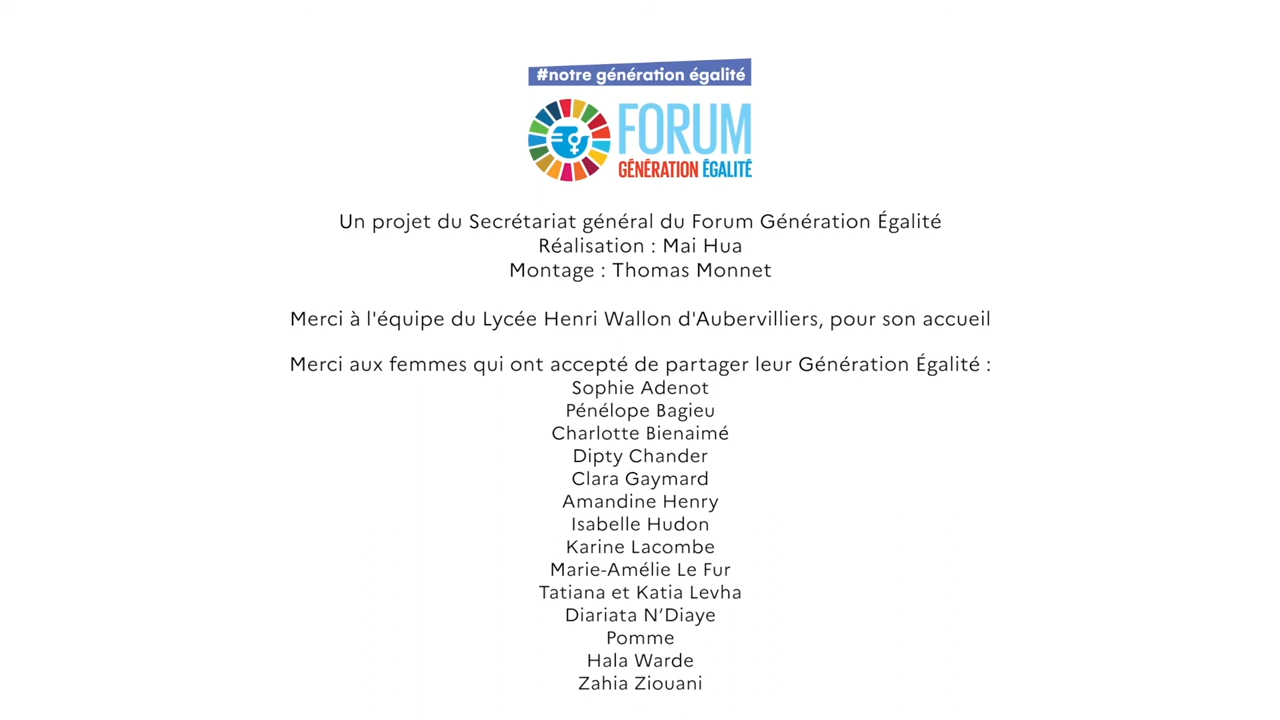 #notre génération égalité
FORUM
GÉNÉRATION ÉGALITÉ
Un projet du Secrétariat général du Forum Génération Égalité
Réalisation : Mai Hua
Montage : Thomas Monnet
Merci à l'équipe du Lycée Henri Wallon d'Aubervilliers, pour son accueil
Merci aux femmes qui ont accepté de partager leur Génération Égalité :
Sophie Adenot
Pénélope Bagieu
Charlotte Bienaimé
Dipty Chander
Clara Gaymard
Amandine Henry
Isabelle Hudon
Karine Lacombe
Marie-Amélie Le Fur
Tatiana et Katia Levha
Diariata N’Diaye
Pomme
Hala Warde
Zahia Ziouani